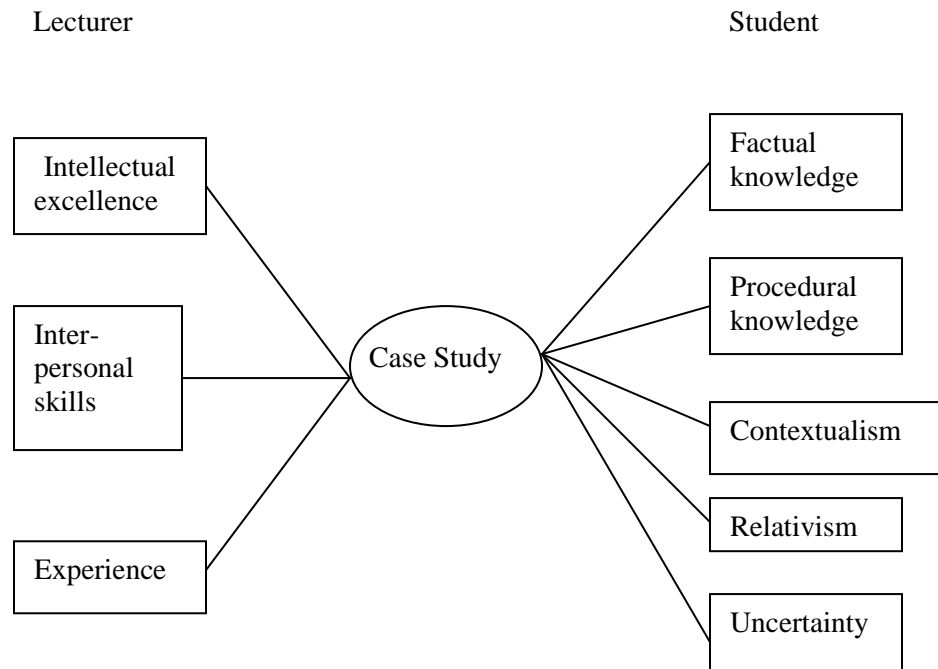 Lecturer
Student
Intellectual
excellence
Inter-
personal
skills
Experience
Case Study
Factual
knowledge
Procedural
knowledge
Contextualism
Relativism
Uncertainty